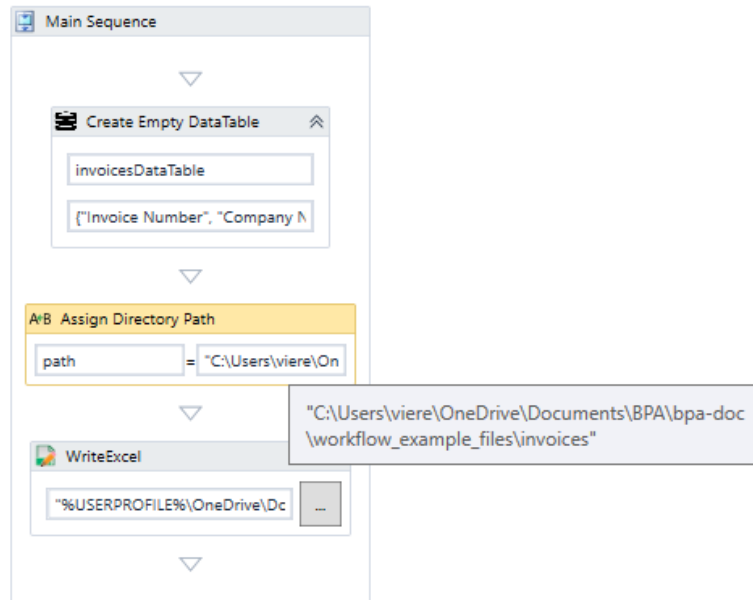 Main Sequence
Create Empty DataTable
invoicesDataTable
{"Invoice Number", "Company N
A+B Assign Directory Path
path = "C:\Users\viere\On
"C:\Users\viere\OneDrive\Documents\BPA\bpa-doc
\workflow_example_files\invoices"
WriteExcel
"%USERPROFILE%\OneDrive\Dc ...